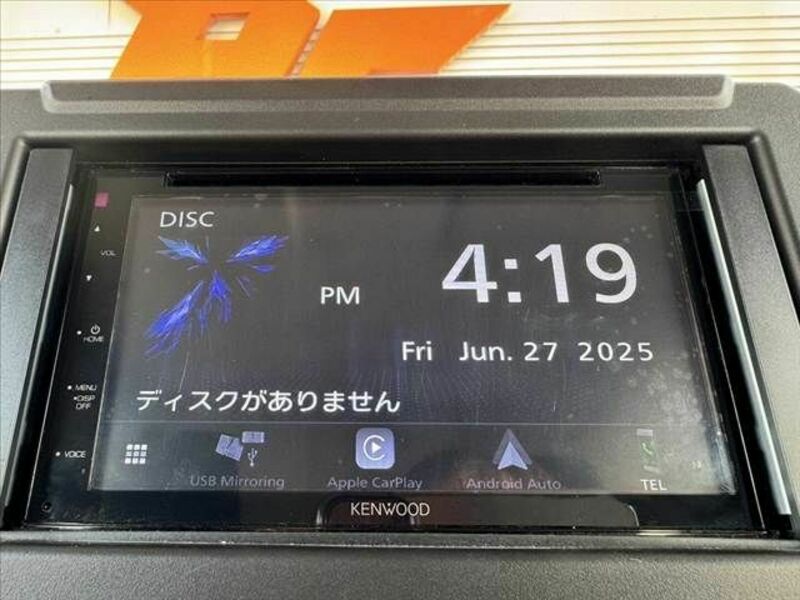 DISC
VOL
PM 4:19
HOME
Fri Jun. 27 2025
MENU
DISP
OFF
ディスクがありません
VOICE
USB Mirroring Apple CarPlay Android Auto TEL
KENWOOD